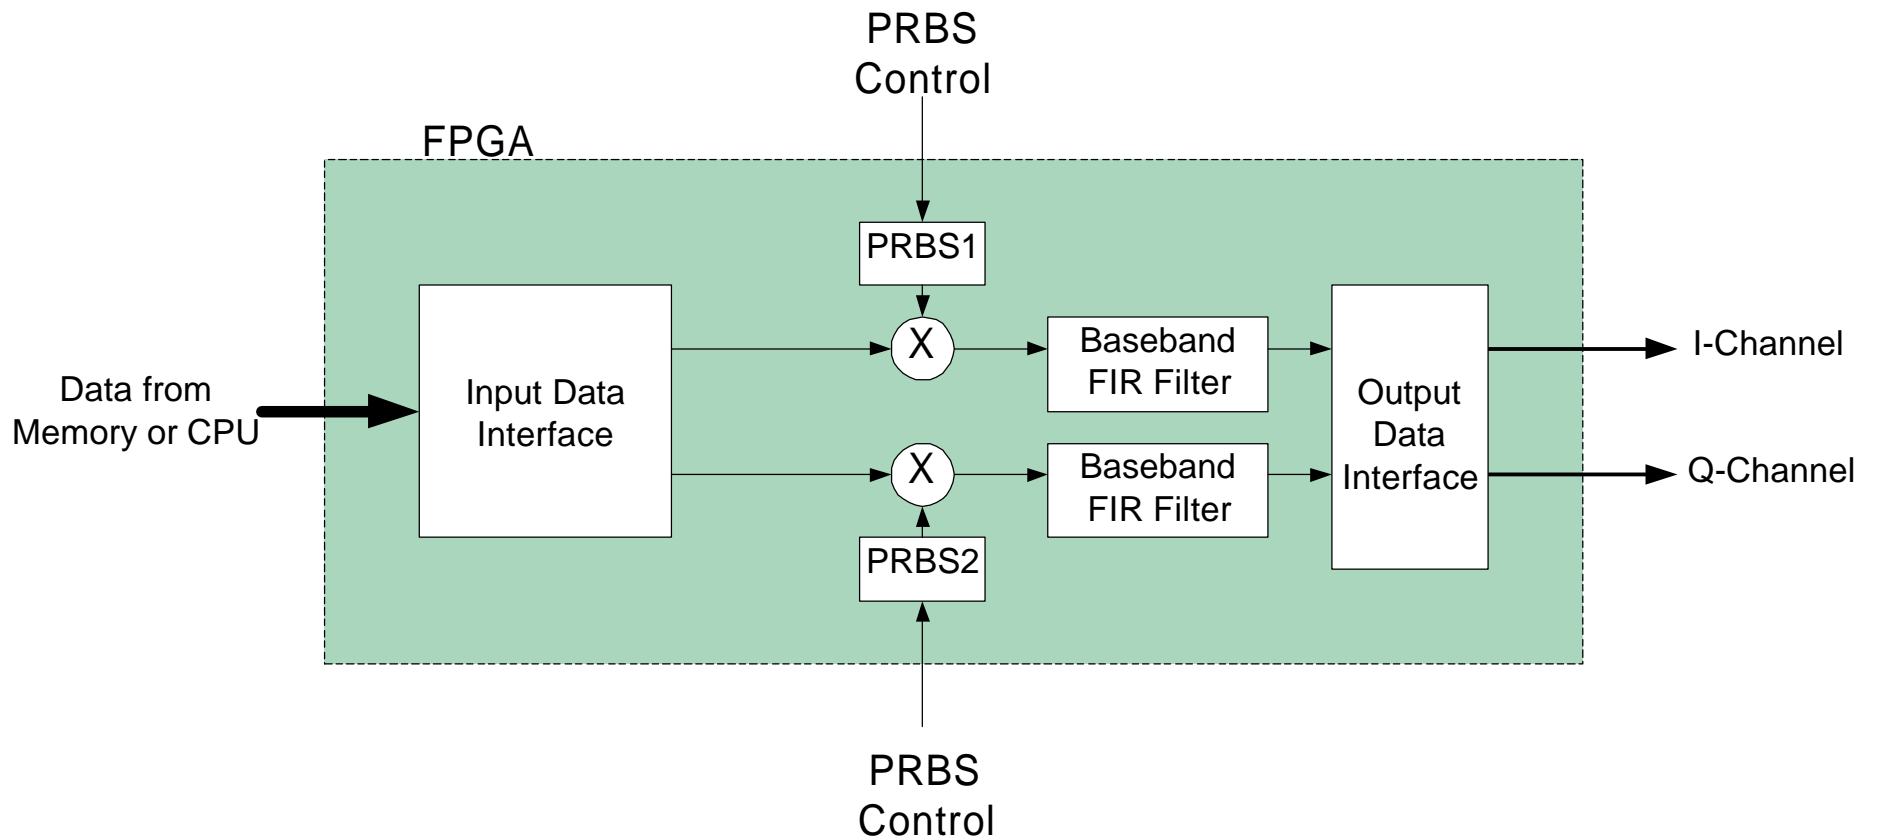 PRBS
Control
FPGA
PRBS1
X
Baseband
FIR Filter
I-Channel
Data from
Memory or CPU
Input Data
Interface
Output
Data
Interface
X
Baseband
FIR Filter
Q-Channel
PRBS2
PRBS
Control